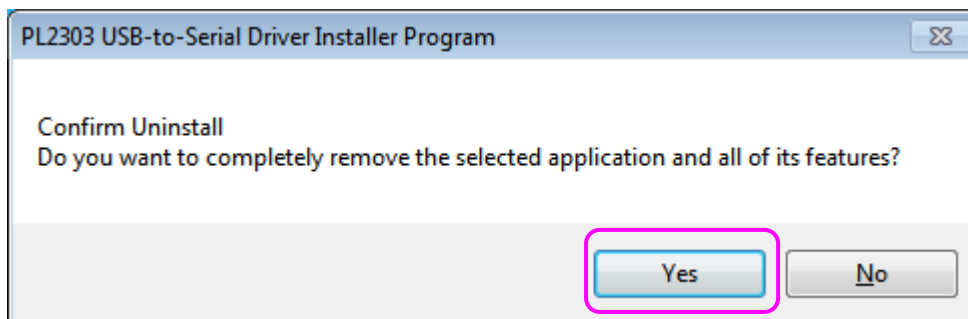 PL2303 USB-to-Serial Driver Installer Program
Confirm Uninstall
Do you want to completely remove the selected application and all of its features?
Yes
No